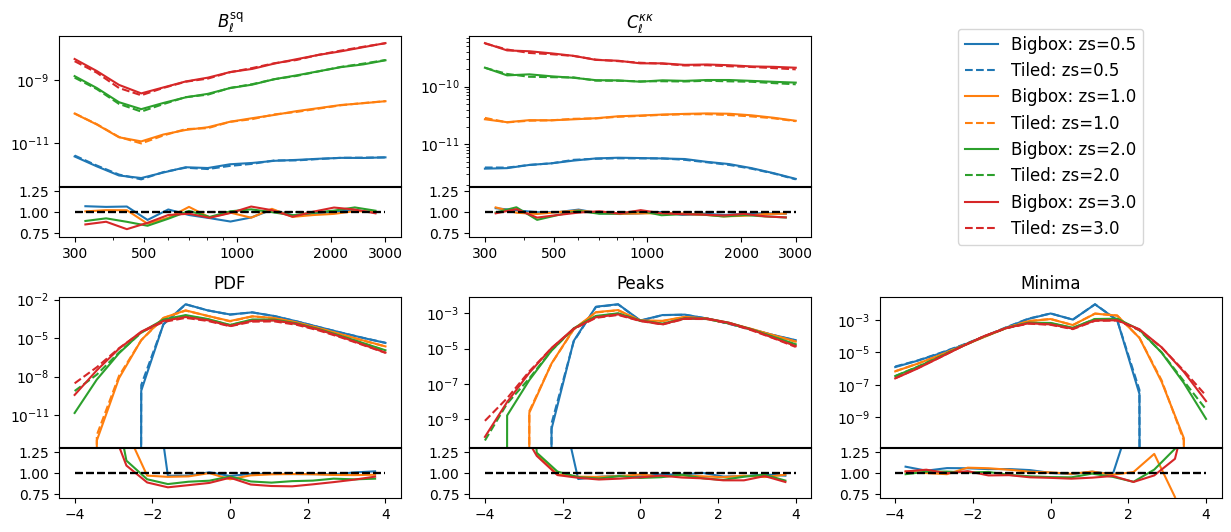 B_ℓ^sq
10⁻⁹
10⁻¹¹
1.25
1.00
0.75
300 500 1000 2000 3000
C_ℓ^κκ
10⁻¹⁰
10⁻¹¹
1.25
1.00
0.75
300 500 1000 2000 3000
Bigbox: zs=0.5
Tiled: zs=0.5
Bigbox: zs=1.0
Tiled: zs=1.0
Bigbox: zs=2.0
Tiled: zs=2.0
Bigbox: zs=3.0
Tiled: zs=3.0
PDF
10⁻²
10⁻⁵
10⁻⁸
10⁻¹¹
1.25
1.00
0.75
−4 −2 0 2 4
Peaks
10⁻³
10⁻⁵
10⁻⁷
10⁻⁹
1.25
1.00
0.75
−4 −2 0 2 4
Minima
10⁻³
10⁻⁵
10⁻⁷
10⁻⁹
1.25
1.00
0.75
−4 −2 0 2 4